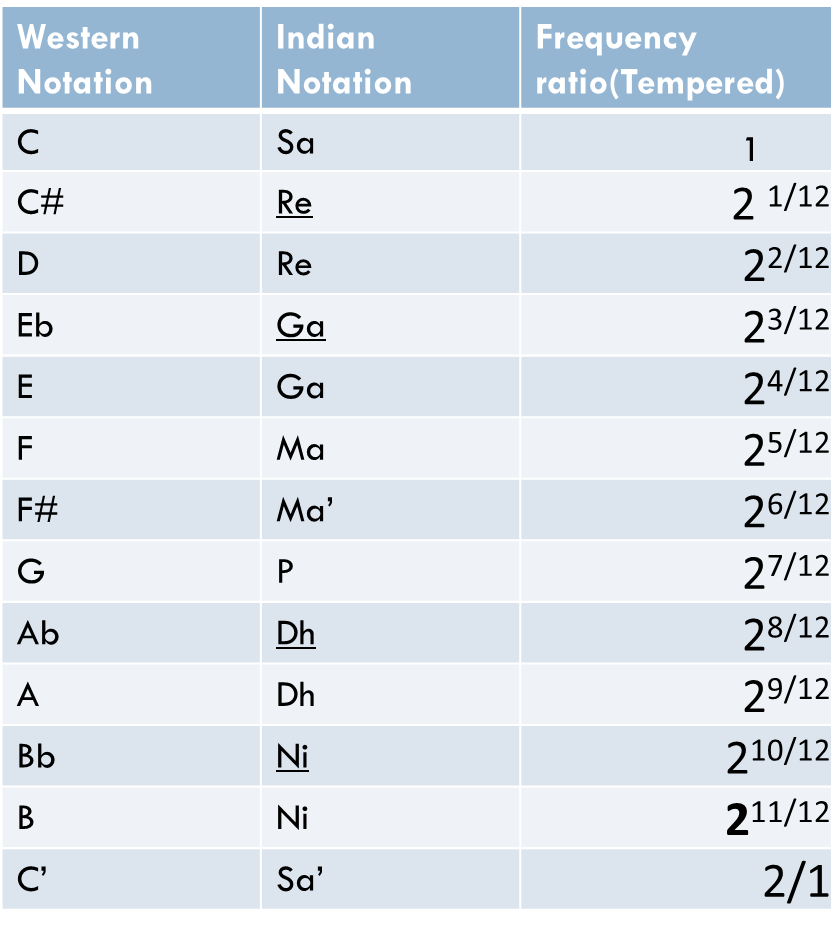 Western Notation Indian Notation Frequency ratio(Tempered)
C Sa 1
C# Re 2 1/12
D Re 2 2/12
Eb Ga 2 3/12
E Ga 2 4/12
F Ma 2 5/12
F# Ma’ 2 6/12
G P 2 7/12
Ab Dh 2 8/12
A Dh 2 9/12
Bb Ni 2 10/12
B Ni 2 11/12
C’ Sa’ 2/1